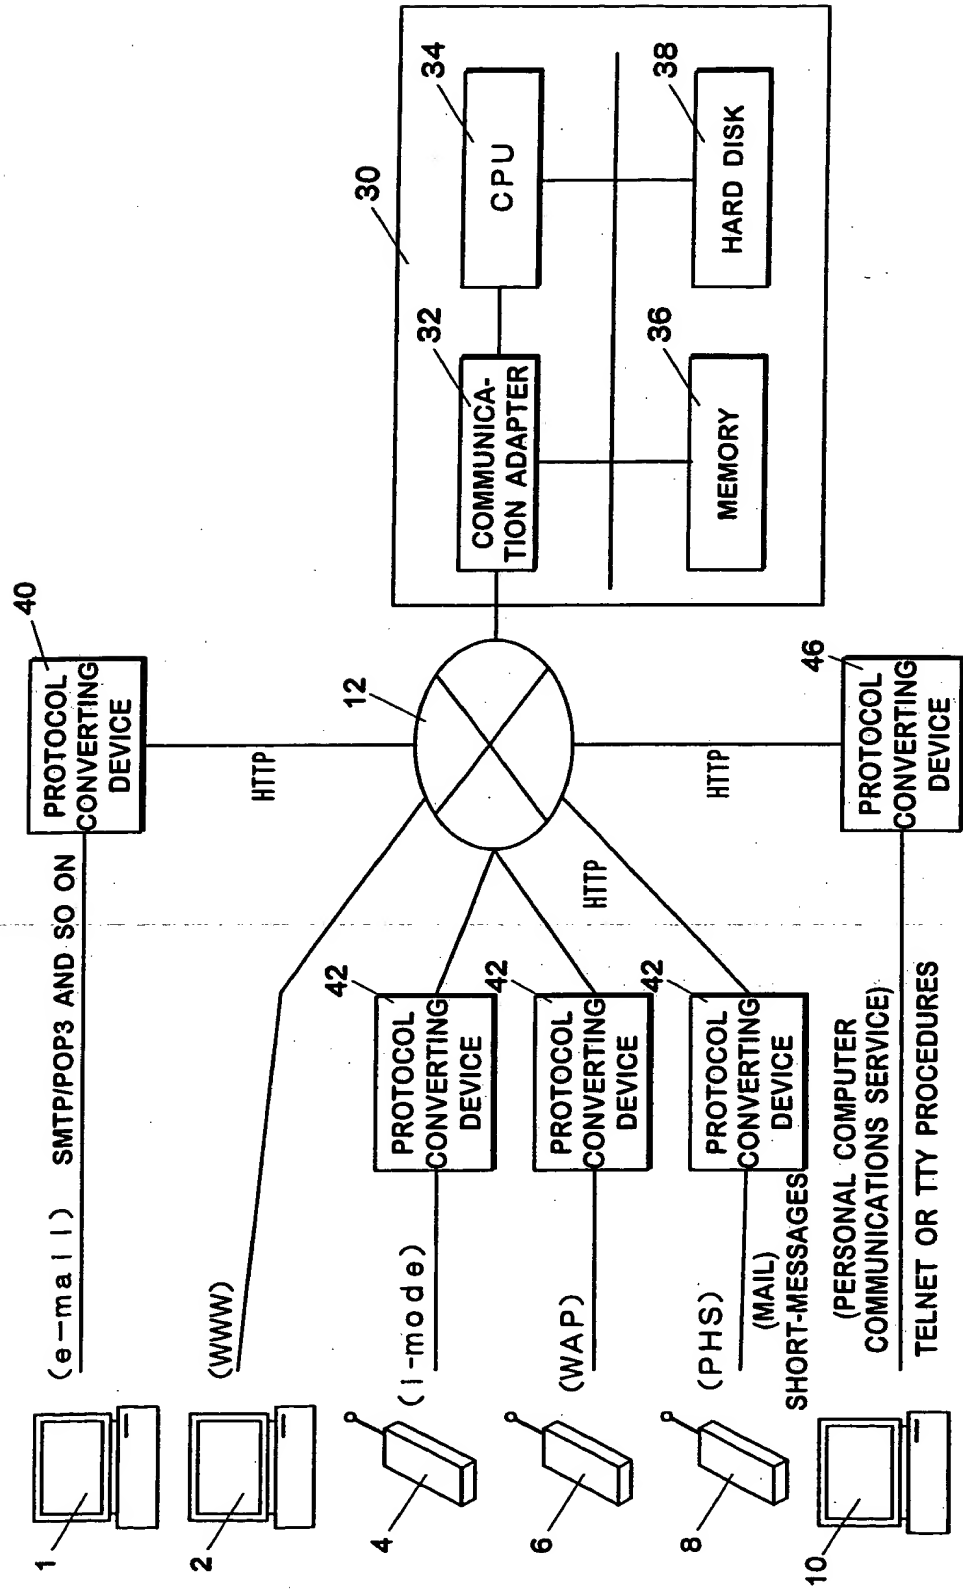 1
(e-mail)
SMTP/POP3 AND SO ON
PROTOCOL
CONVERTING
DEVICE
40
HTTP
2
(WWW)
12
30
32
COMMUNICA-
TION ADAPTER
34
CPU
36
MEMORY
38
HARD DISK
4
(i-mode)
PROTOCOL
CONVERTING
DEVICE
42
6
(WAP)
PROTOCOL
CONVERTING
DEVICE
42
HTTP
8
(PHS)
(MAIL)
SHORT-MESSAGES
PROTOCOL
CONVERTING
DEVICE
42
10
(PERSONAL COMPUTER
COMMUNICATIONS SERVICE)
TELNET OR TTY PROCEDURES
PROTOCOL
CONVERTING
DEVICE
46
HTTP